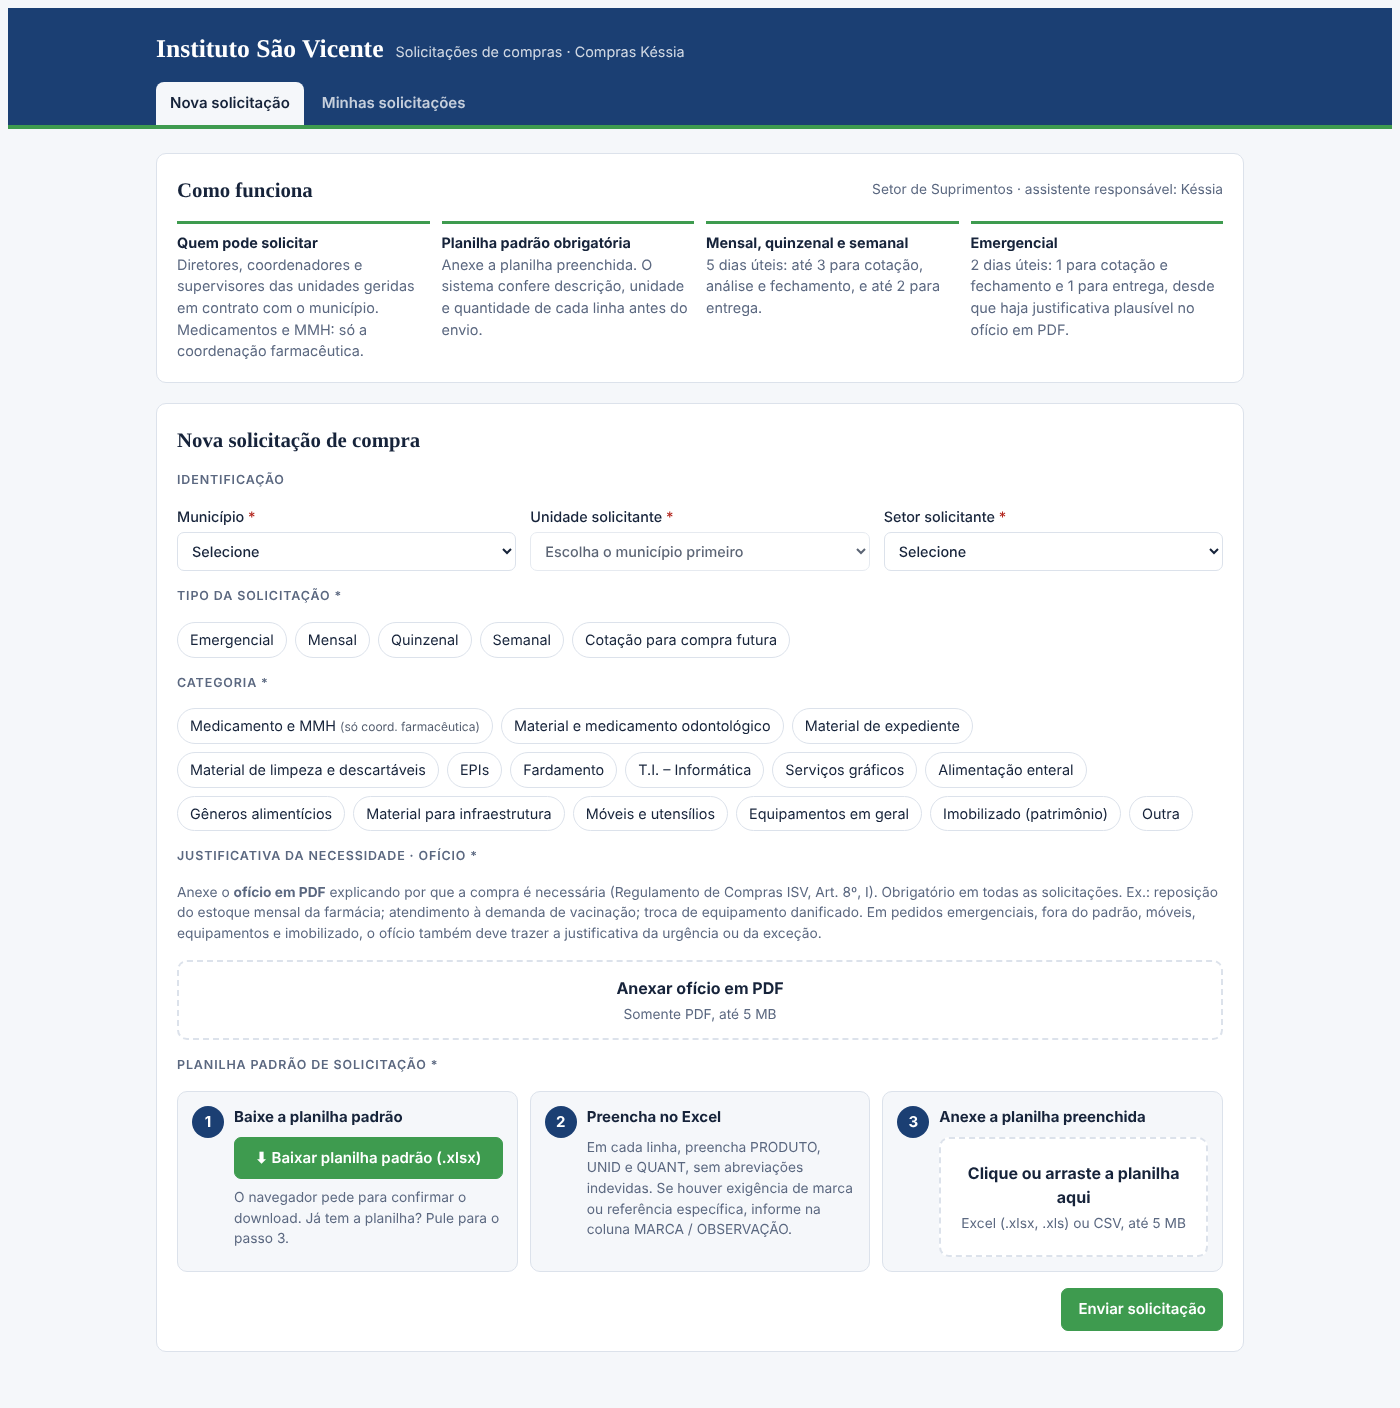 Instituto São Vicente Solicitações de compras · Compras Késsia
Nova solicitação Minhas solicitações
Como funciona
Setor de Suprimentos · assistente responsável: Késsia
Quem pode solicitar
Diretores, coordenadores e
supervisores das unidades geridas
em contrato com o município.
Medicamentos e MMH: só a
coordenação farmacêutica.
Planilha padrão obrigatória
Anexe a planilha preenchida. O
sistema confere descrição, unidade
e quantidade de cada linha antes do
envio.
Mensal, quinzenal e semanal
5 dias úteis: até 3 para cotação,
análise e fechamento, e até 2 para
entrega.
Emergencial
2 dias úteis: 1 para cotação e
fechamento e 1 para entrega, desde
que haja justificativa plausível no
ofício em PDF.
Nova solicitação de compra
IDENTIFICAÇÃO
Município *
Selecione
Unidade solicitante *
Escolha o município primeiro
Setor solicitante *
Selecione
TIPO DA SOLICITAÇÃO *
Emergencial Mensal Quinzenal Semanal Cotação para compra futura
CATEGORIA *
Medicamento e MMH (só coord. farmacêutica) Material e medicamento odontológico Material de expediente
Material de limpeza e descartáveis EPIs Fardamento T.I. – Informática Serviços gráficos Alimentação enteral
Gêneros alimentícios Material para infraestrutura Móveis e utensílios Equipamentos em geral Imobilizado (patrimônio) Outra
JUSTIFICATIVA DA NECESSIDADE · OFÍCIO *
Anexe o ofício em PDF explicando por que a compra é necessária (Regulamento de Compras ISV, Art. 8º, I). Obrigatório em todas as solicitações. Ex.: reposição
do estoque mensal da farmácia; atendimento à demanda de vacinação; troca de equipamento danificado. Em pedidos emergenciais, fora do padrão, móveis,
equipamentos e imobilizado, o ofício também deve trazer a justificativa da urgência ou da exceção.
Anexar ofício em PDF
Somente PDF, até 5 MB
PLANILHA PADRÃO DE SOLICITAÇÃO *
1 Baixe a planilha padrão
⬇ Baixar planilha padrão (.xlsx)
O navegador pede para confirmar o
download. Já tem a planilha? Pule para o
passo 3.
2 Preencha no Excel
Em cada linha, preencha PRODUTO,
UNID e QUANT, sem abreviações
indevidas. Se houver exigência de marca
ou referência específica, informe na
coluna MARCA / OBSERVAÇÃO.
3 Anexe a planilha preenchida
Clique ou arraste a planilha
aqui
Excel (.xlsx, .xls) ou CSV, até 5 MB
Enviar solicitação